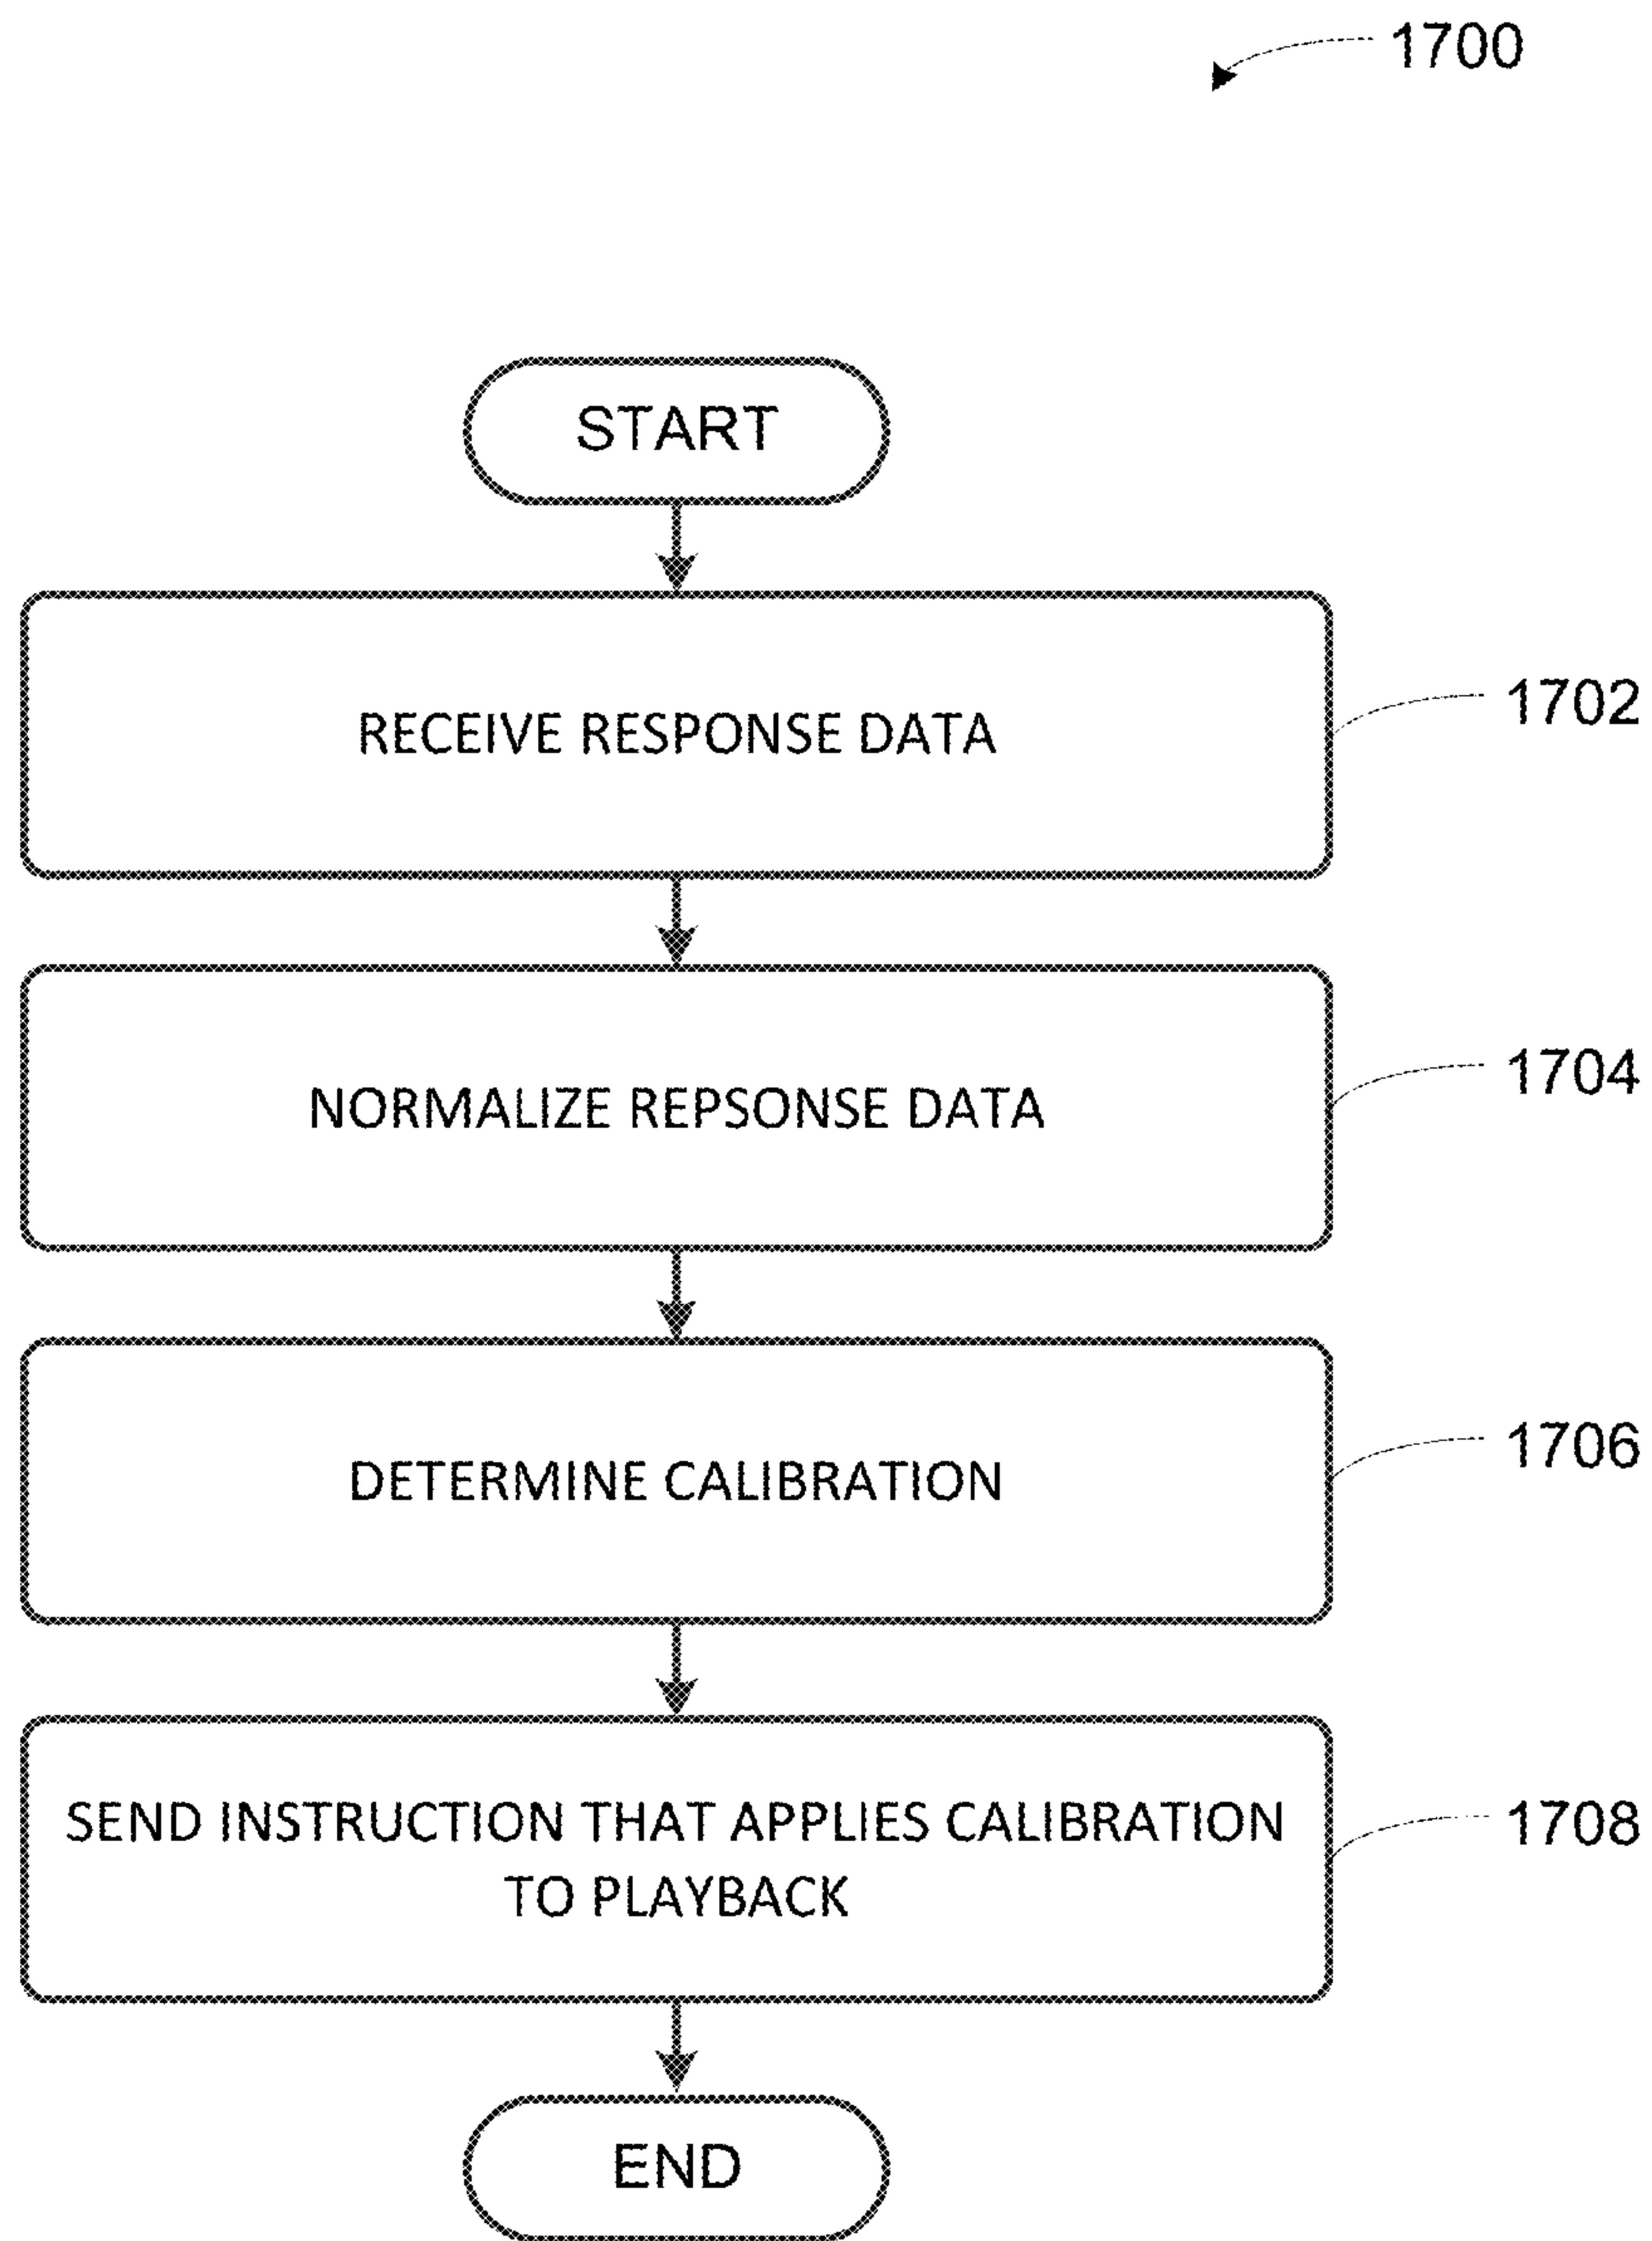 1700
START
RECEIVE RESPONSE DATA
1702
NORMALIZE REPSONSE DATA
1704
DETERMINE CALIBRATION
1706
SEND INSTRUCTION THAT APPLIES CALIBRATION
TO PLAYBACK
1708
END